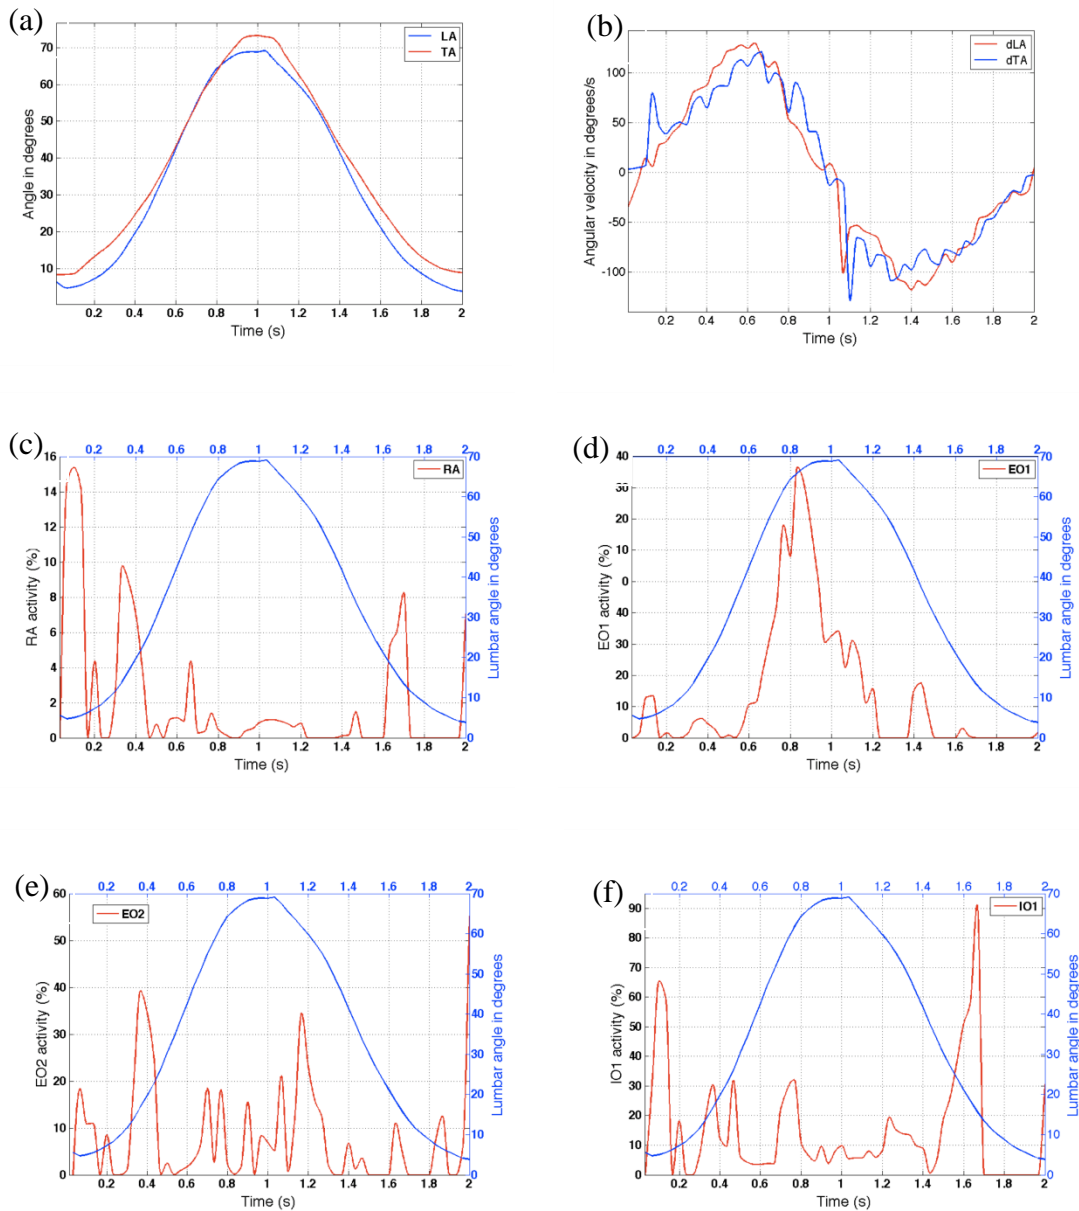 (a)
LA
TA
Angle in degrees
70
60
50
40
30
20
10
0.2 0.4 0.6 0.8 1 1.2 1.4 1.6 1.8 2
Time (s)
(b)
dLA
dTA
Angular velocity in degrees/s
100
50
0
-50
-100
0.2 0.4 0.6 0.8 1 1.2 1.4 1.6 1.8 2
Time (s)
(c)
0.2 0.4 0.6 0.8 1 1.2 1.4 1.6 1.8 2
RA
RA activity (%)
16
14
12
10
8
6
4
2
0
70
60
50
40
30
20
10
0
Lumbar angle in degrees
0.2 0.4 0.6 0.8 1 1.2 1.4 1.6 1.8 2
Time (s)
(d)
0.2 0.4 0.6 0.8 1 1.2 1.4 1.6 1.8 2
EO1
EO1 activity (%)
40
30
20
10
0
40
30
20
10
0
70
60
50
40
30
20
10
0
Lumbar angle in degrees
0.2 0.4 0.6 0.8 1 1.2 1.4 1.6 1.8 2
Time (s)
(e)
0.2 0.4 0.6 0.8 1 1.2 1.4 1.6 1.8 2
EO2
EO2 activity (%)
60
50
40
30
20
10
0
70
60
50
40
30
20
10
0
Lumbar angle in degrees
0.2 0.4 0.6 0.8 1 1.2 1.4 1.6 1.8 2
Time (s)
(f)
0.2 0.4 0.6 0.8 1 1.2 1.4 1.6 1.8 2
IO1
IO1 activity (%)
90
80
70
60
50
40
30
20
10
0
70
60
50
40
30
20
10
0
Lumbar angle in degrees
0.2 0.4 0.6 0.8 1 1.2 1.4 1.6 1.8 2
Time (s)